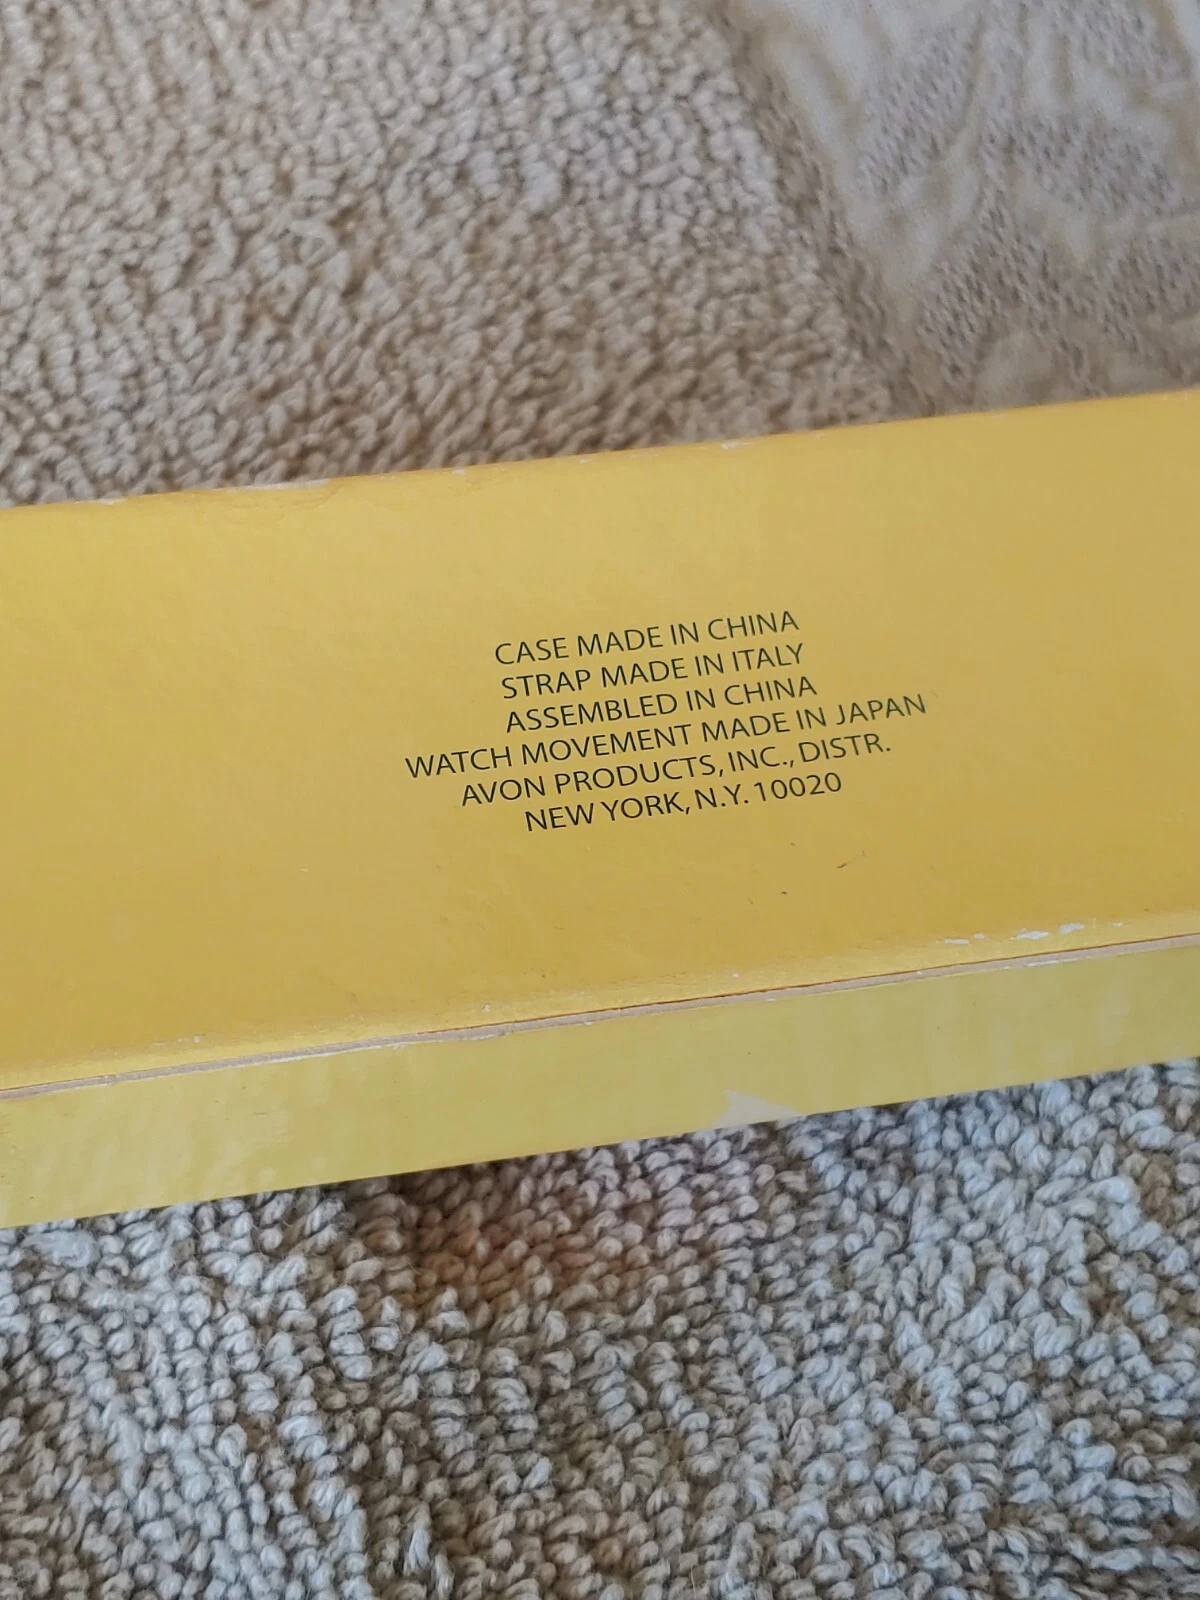 CASE MADE IN CHINA
STRAP MADE IN ITALY
ASSEMBLED IN CHINA
WATCH MOVEMENT MADE IN JAPAN
AVON PRODUCTS, INC., DISTR.
NEW YORK, N.Y. 10020